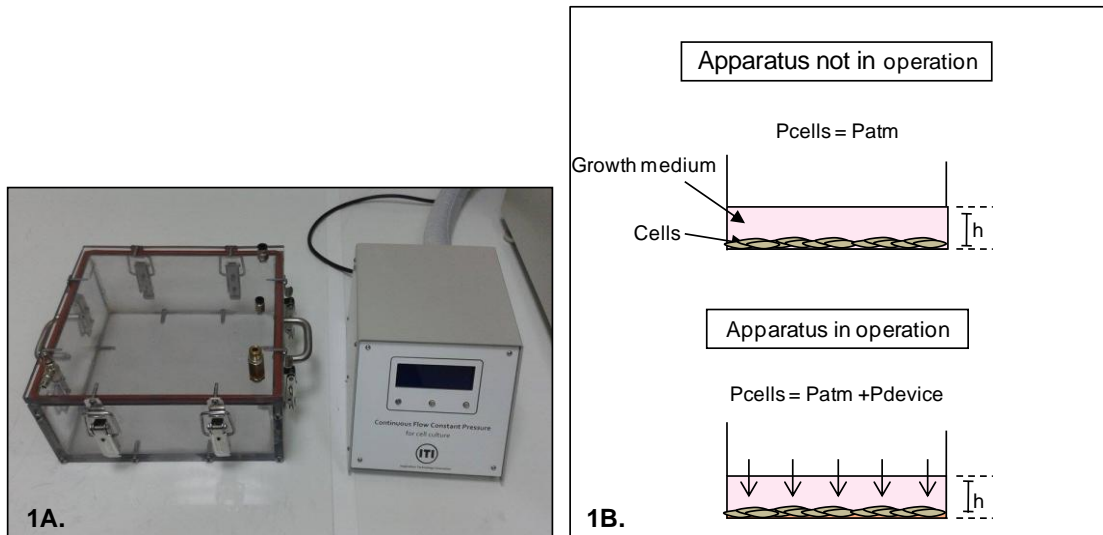 1A.
Continuous Flow Constant Pressure
for cell culture
ITI
Apparatus not in operation
Pcells = Patm
Growth medium
Cells
h
Apparatus in operation
Pcells = Patm +Pdevice
h
1B.